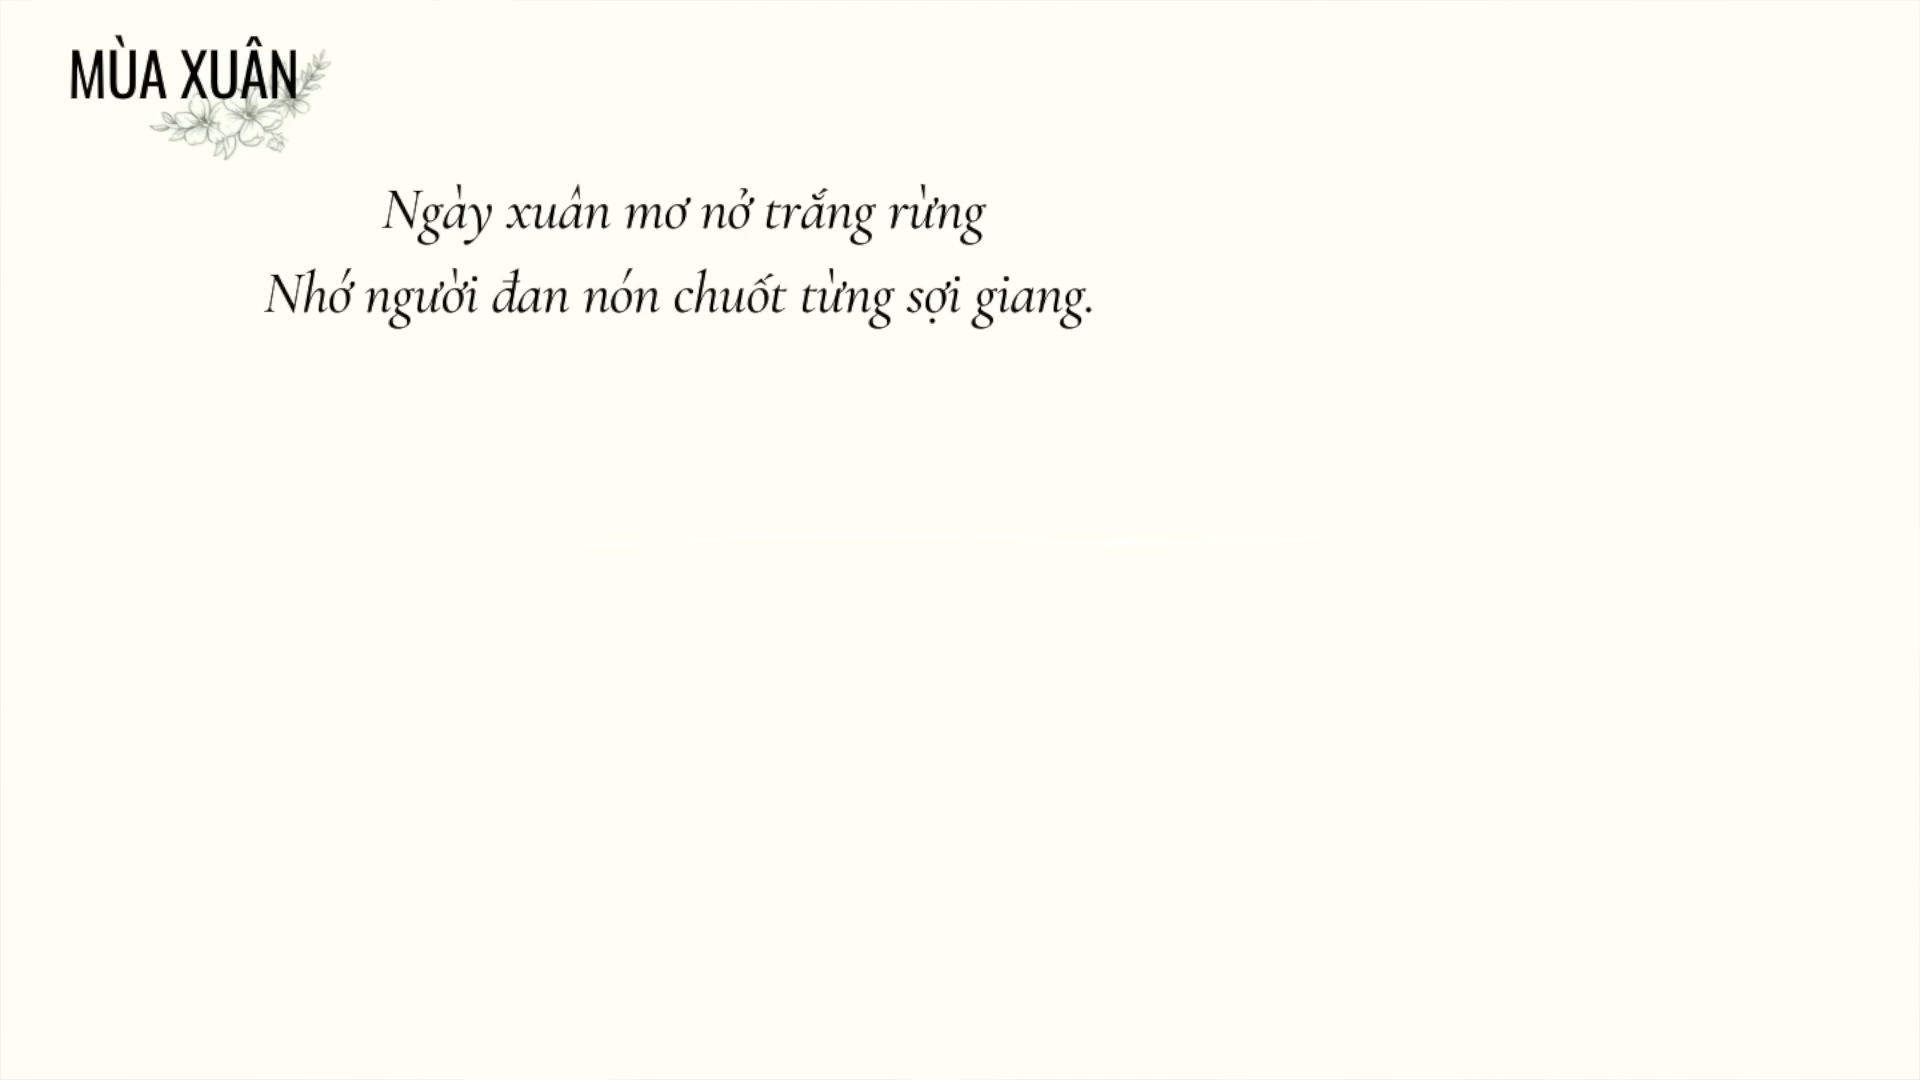 MÙA XUÂN
Ngày xuân mơ nở trắng rừng
Nhớ người đan nón chuốt từng sợi giang.